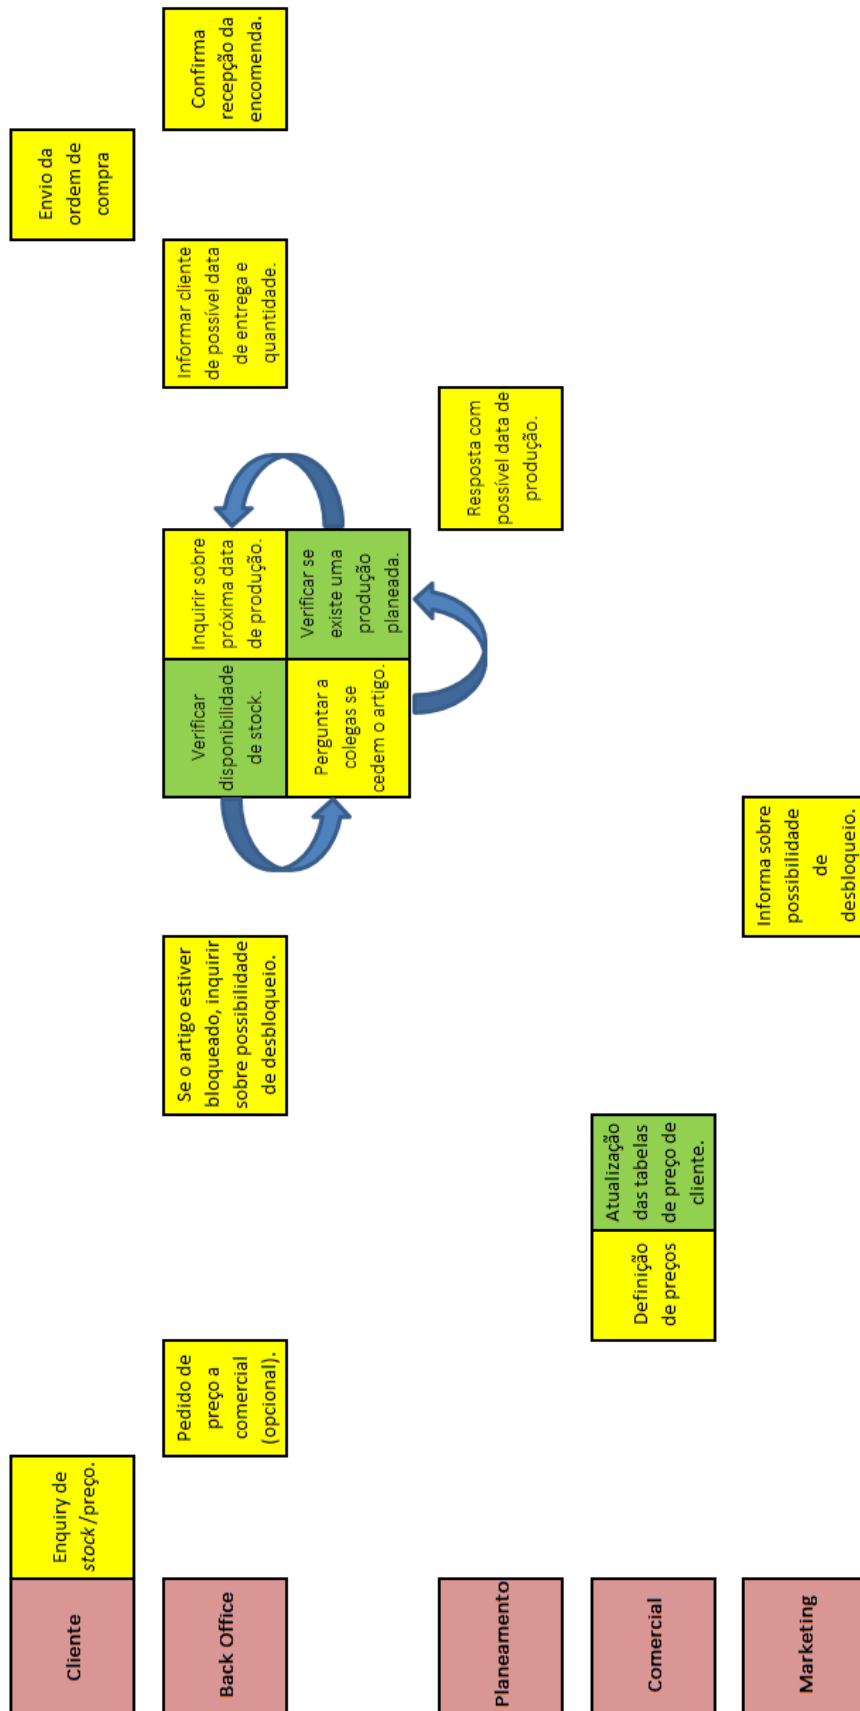 Cliente
Enquiry de
stock/preço.
Envio da
ordem de
compra
Back Office
Pedido de
preço a
comercial
(opcional).
Se o artigo estiver
bloqueado, inquirir
sobre possibilidade
de desbloqueio.
Verificar
disponibilidade
de stock.
Inquirir sobre
próxima data
de produção.
Perguntar a
colegas se
cedem o artigo.
Verificar se
existe uma
produção
planeada.
Informar cliente
de possível data
de entrega e
quantidade.
Confirma
recepção da
encomenda.
Planeamento
Resposta com
possível data de
produção.
Comercial
Definição
de preços
Atualização
das tabelas
de preço de
cliente.
Marketing
Informa sobre
possibilidade
de
desbloqueio.